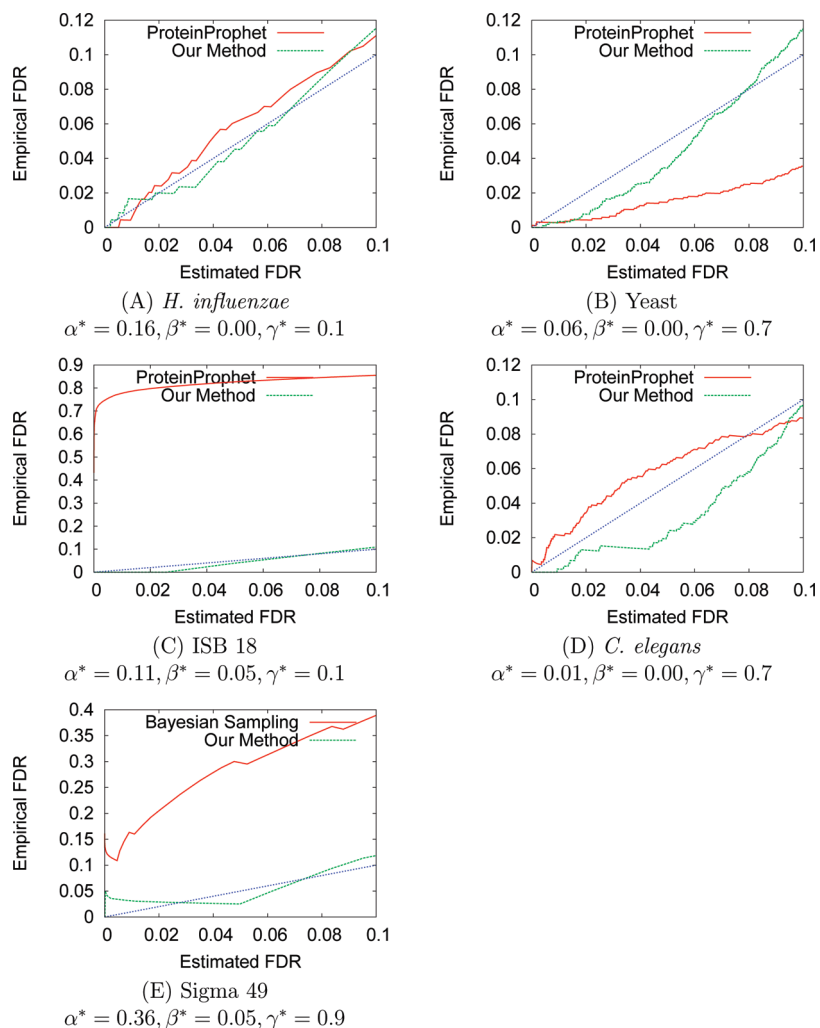 0.12
0.1
0.08
0.06
0.04
0.02
0
Empirical FDR
ProteinProphet
Our Method
0 0.02 0.04 0.06 0.08 0.1
Estimated FDR
(A) H. influenzae
α* = 0.16, β* = 0.00, γ* = 0.1
0.12
0.1
0.08
0.06
0.04
0.02
0
Empirical FDR
ProteinProphet
Our Method
0 0.02 0.04 0.06 0.08 0.1
Estimated FDR
(B) Yeast
α* = 0.06, β* = 0.00, γ* = 0.7
0.9
0.8
0.7
0.6
0.5
0.4
0.3
0.2
0.1
0
Empirical FDR
ProteinProphet
Our Method
0 0.02 0.04 0.06 0.08 0.1
Estimated FDR
(C) ISB 18
α* = 0.11, β* = 0.05, γ* = 0.1
0.12
0.1
0.08
0.06
0.04
0.02
0
Empirical FDR
ProteinProphet
Our Method
0 0.02 0.04 0.06 0.08 0.1
Estimated FDR
(D) C. elegans
α* = 0.01, β* = 0.00, γ* = 0.7
0.4
0.35
0.3
0.25
0.2
0.15
0.1
0.05
0
Empirical FDR
Bayesian Sampling
Our Method
0 0.02 0.04 0.06 0.08 0.1
Estimated FDR
(E) Sigma 49
α* = 0.36, β* = 0.05, γ* = 0.9